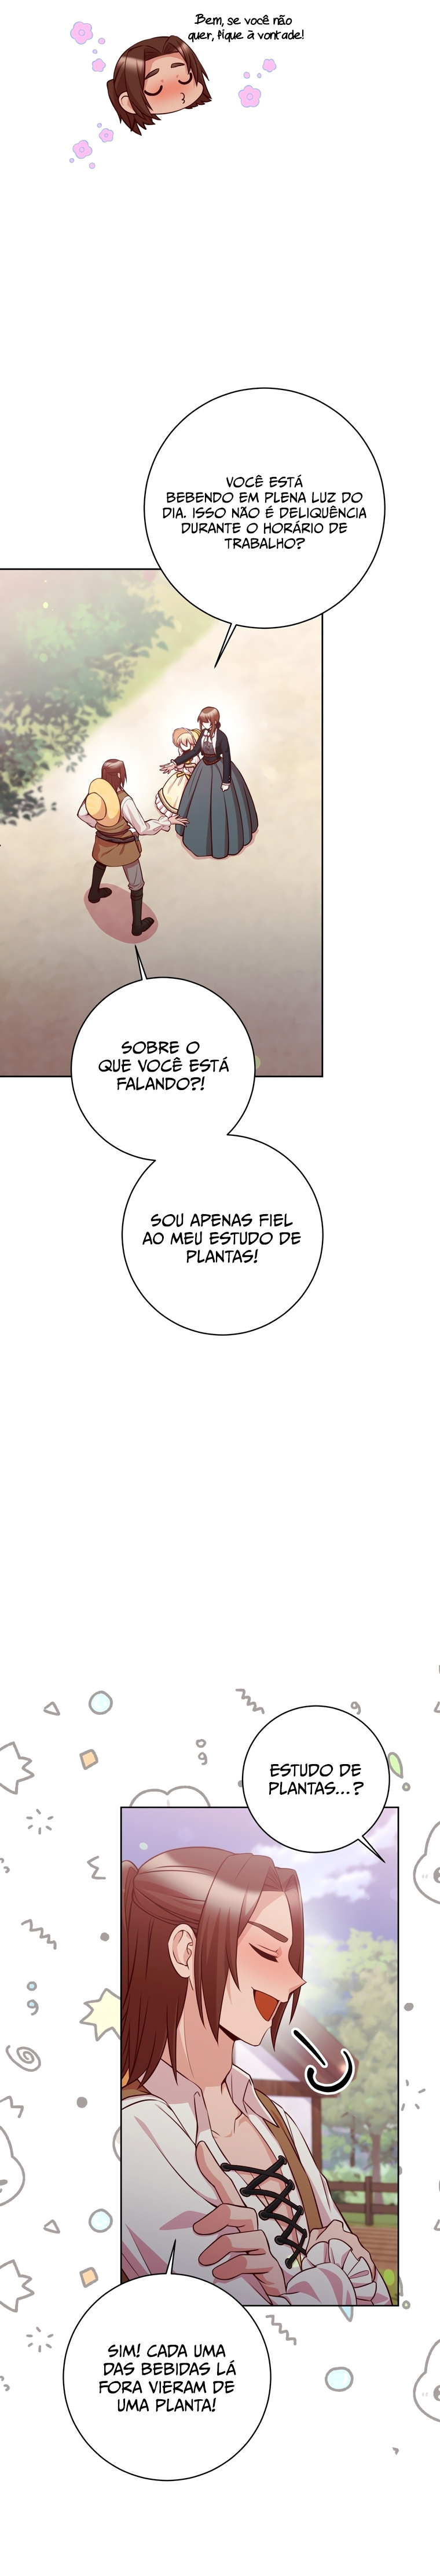 Bem, se você não
quer, fique à vontade!
VOCÊ ESTÁ
BEBENDO EM PLENA LUZ DO
DIA. ISSO NÃO É DELIQUÊNCIA
DURANTE O HORÁRIO DE
TRABALHO?
SOBRE O
QUE VOCÊ ESTÁ
FALANDO?!
SOU APENAS FIEL
AO MEU ESTUDO DE
PLANTAS!
ESTUDO DE
PLANTAS...?
SIM! CADA UMA
DAS BEBIDAS LÁ
FORA VIERAM DE
UMA PLANTA!